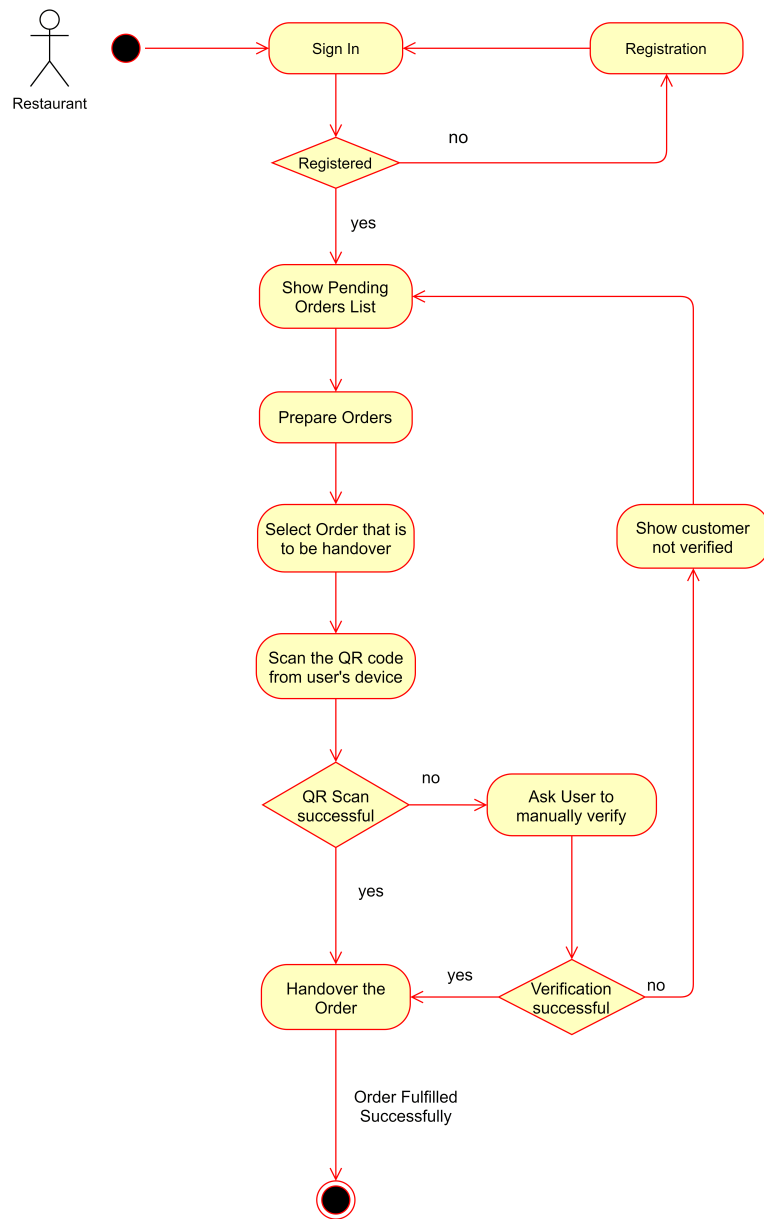 Sign In
Registration
Restaurant
Registered
no
yes
Show Pending
Orders List
Prepare Orders
Select Order that is
to be handover
Show customer
not verified
Scan the QR code
from user's device
QR Scan
successful
no
Ask User to
manually verify
yes
Handover the
Order
yes
Verification
successful
no
Order Fulfilled
Successfully